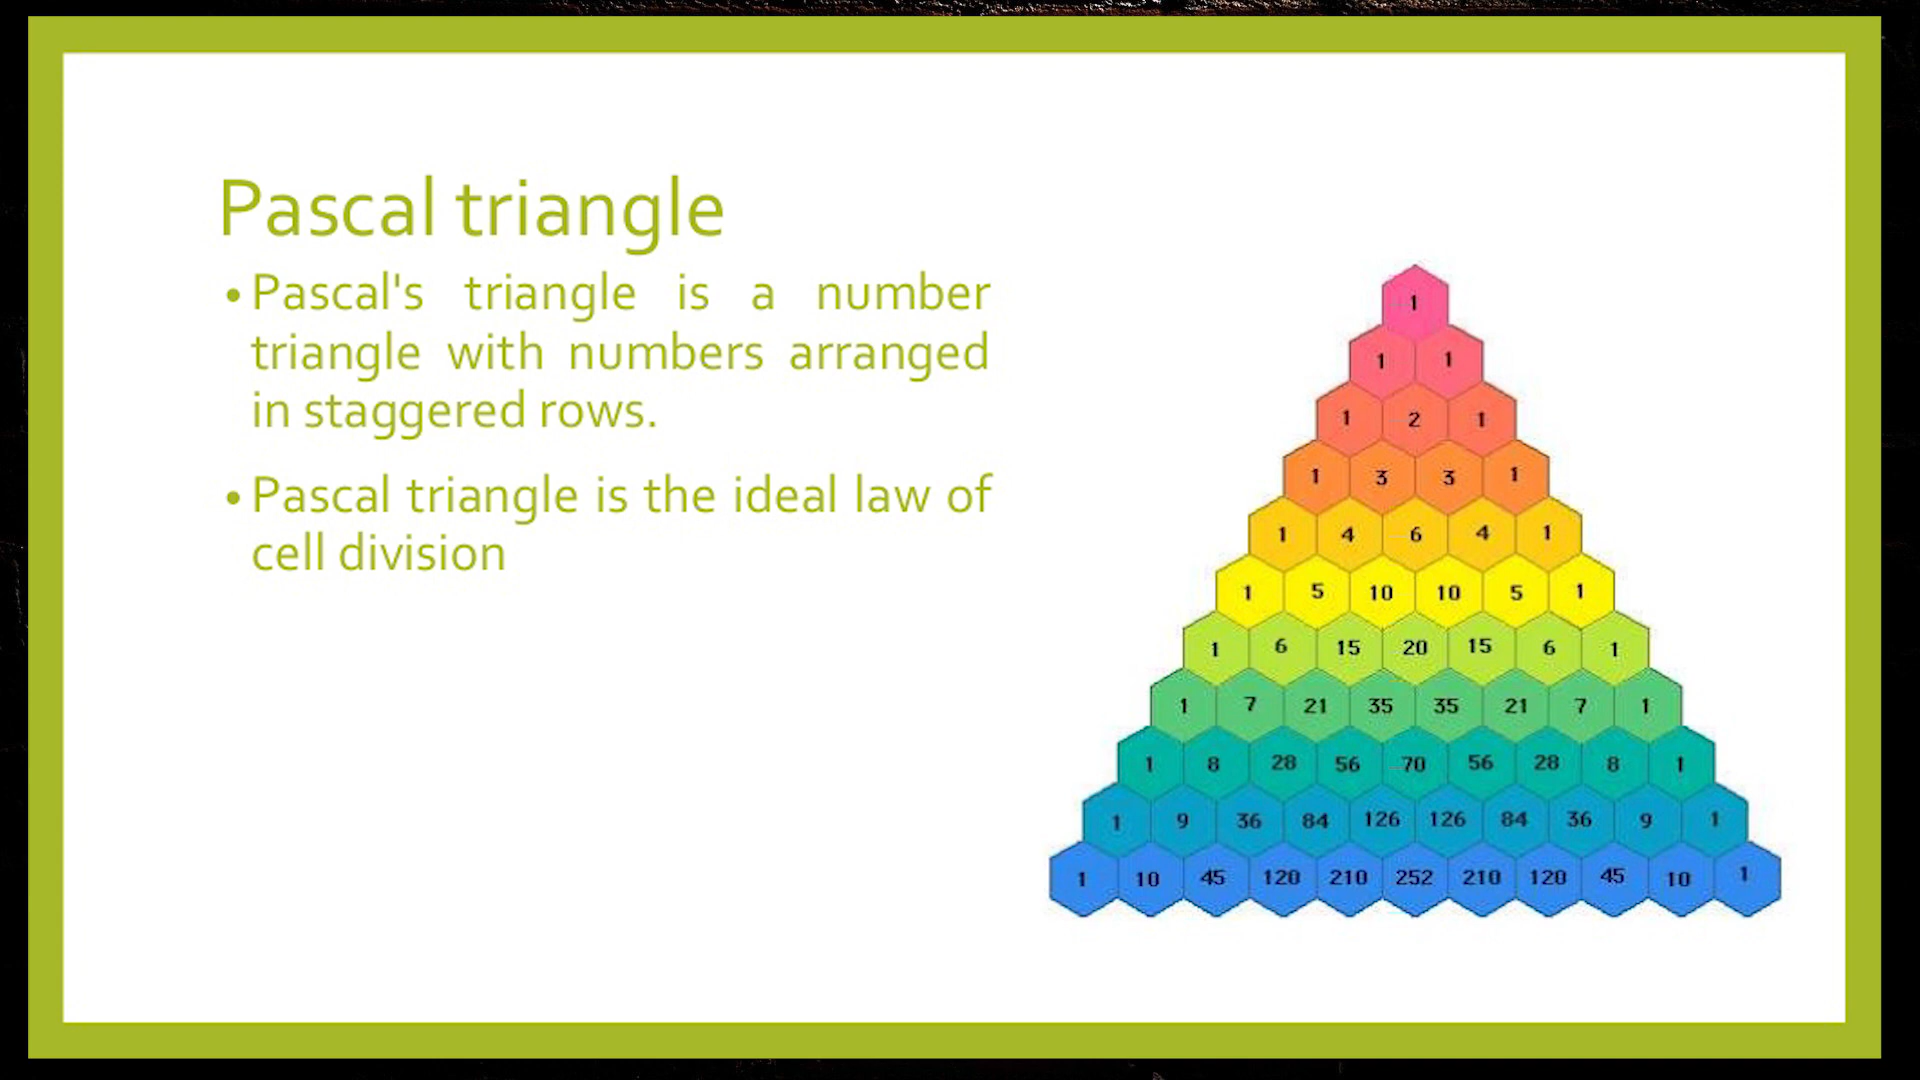 Pascal triangle
• Pascal's triangle is a number
triangle with numbers arranged
in staggered rows.
• Pascal triangle is the ideal law of
cell division
1
1 1
1 2 1
1 3 3 1
1 4 6 4 1
1 5 10 10 5 1
1 6 15 20 15 6 1
1 7 21 35 35 21 7 1
1 8 28 56 70 56 28 8 1
1 9 36 84 126 126 84 36 9 1
1 10 45 120 210 252 210 120 45 10 1